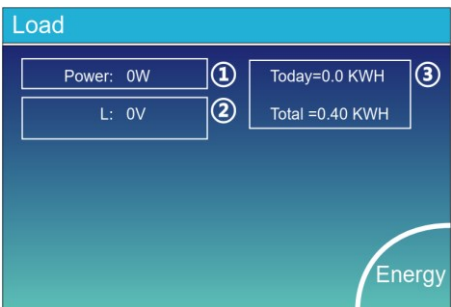 Load
Power: 0W ①
L: 0V ②
Today=0.0 KWH ③
Total =0.40 KWH
Energy